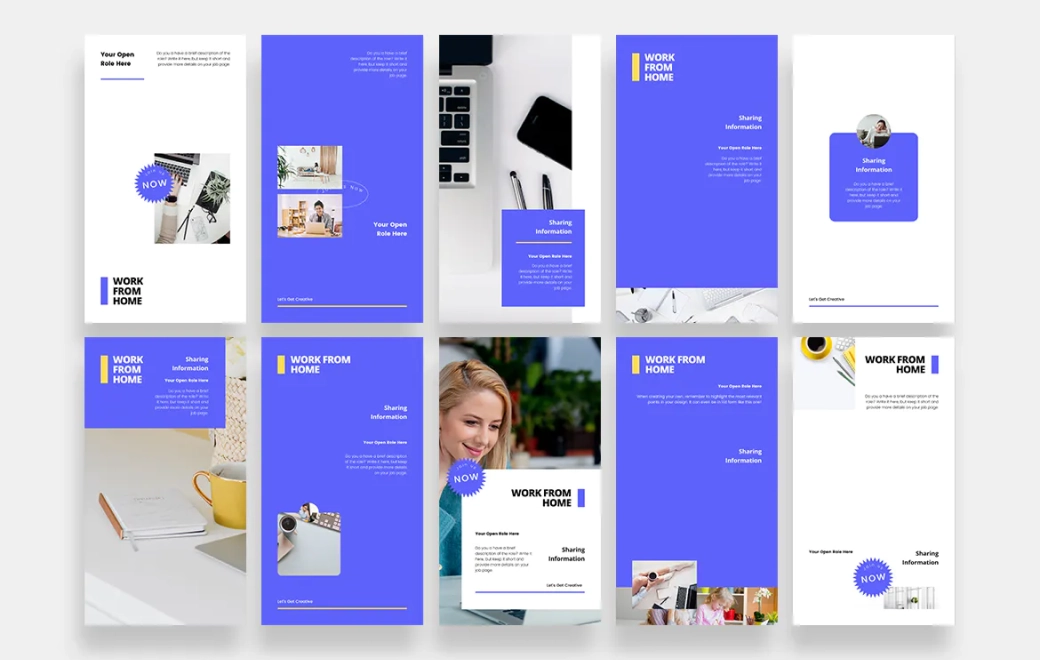 Your Open
Role Here
Do you a have a brief description of the
role? Write it here, but keep it short and
provide more details on your job page
JOIN US
NOW
WORK
FROM
HOME
Do you a have a brief
description of the role? Write it
here, but keep it short and
provide more details on your
job page.
NOW
Your Open
Role Here
Let's Get Creative
Sharing
Information
Your Open Role Here
Do you a have a brief
description of the role? Write
it here, but keep it short and
provide more details on your
job page.
WORK
FROM
HOME
Sharing
Information
Your Open Role Here
Do you a have a brief
description of the role? Write it
here, but keep it short and
provide more details on your
job page.
Sharing
Information
Do you a have a brief
description of the role? Write it
here, but keep it short and
provide more details on your
job page.
Let's Get Creative
WORK
FROM
HOME
Sharing
Information
Your Open Role Here
Do you a have a brief
description of the role? Write
it here, but keep it short and
provide more details on your
job page.
WORK FROM
HOME
Sharing
Information
Your Open Role Here
Do you a have a brief description
of the role? Write it here, but keep
it short and provide more details
on your job page.
Let's Get Creative
JOIN US
NOW
WORK FROM
HOME
Your Open Role Here
Do you a have a brief
description of the role? Write it
here, but keep it short and
provide more details on your
job page.
Sharing
Information
Let's Get Creative
WORK FROM
HOME
Your Open Role Here
When creating your own, remember to highlight the most relevant
points in your design. It can even be in list form like this one!
Sharing
Information
WORK FROM
HOME
Do you a have a brief description of the
role? Write it here, but keep it short and
provide more details on your job page
Your Open Role Here
Sharing
Information
JOIN US
NOW